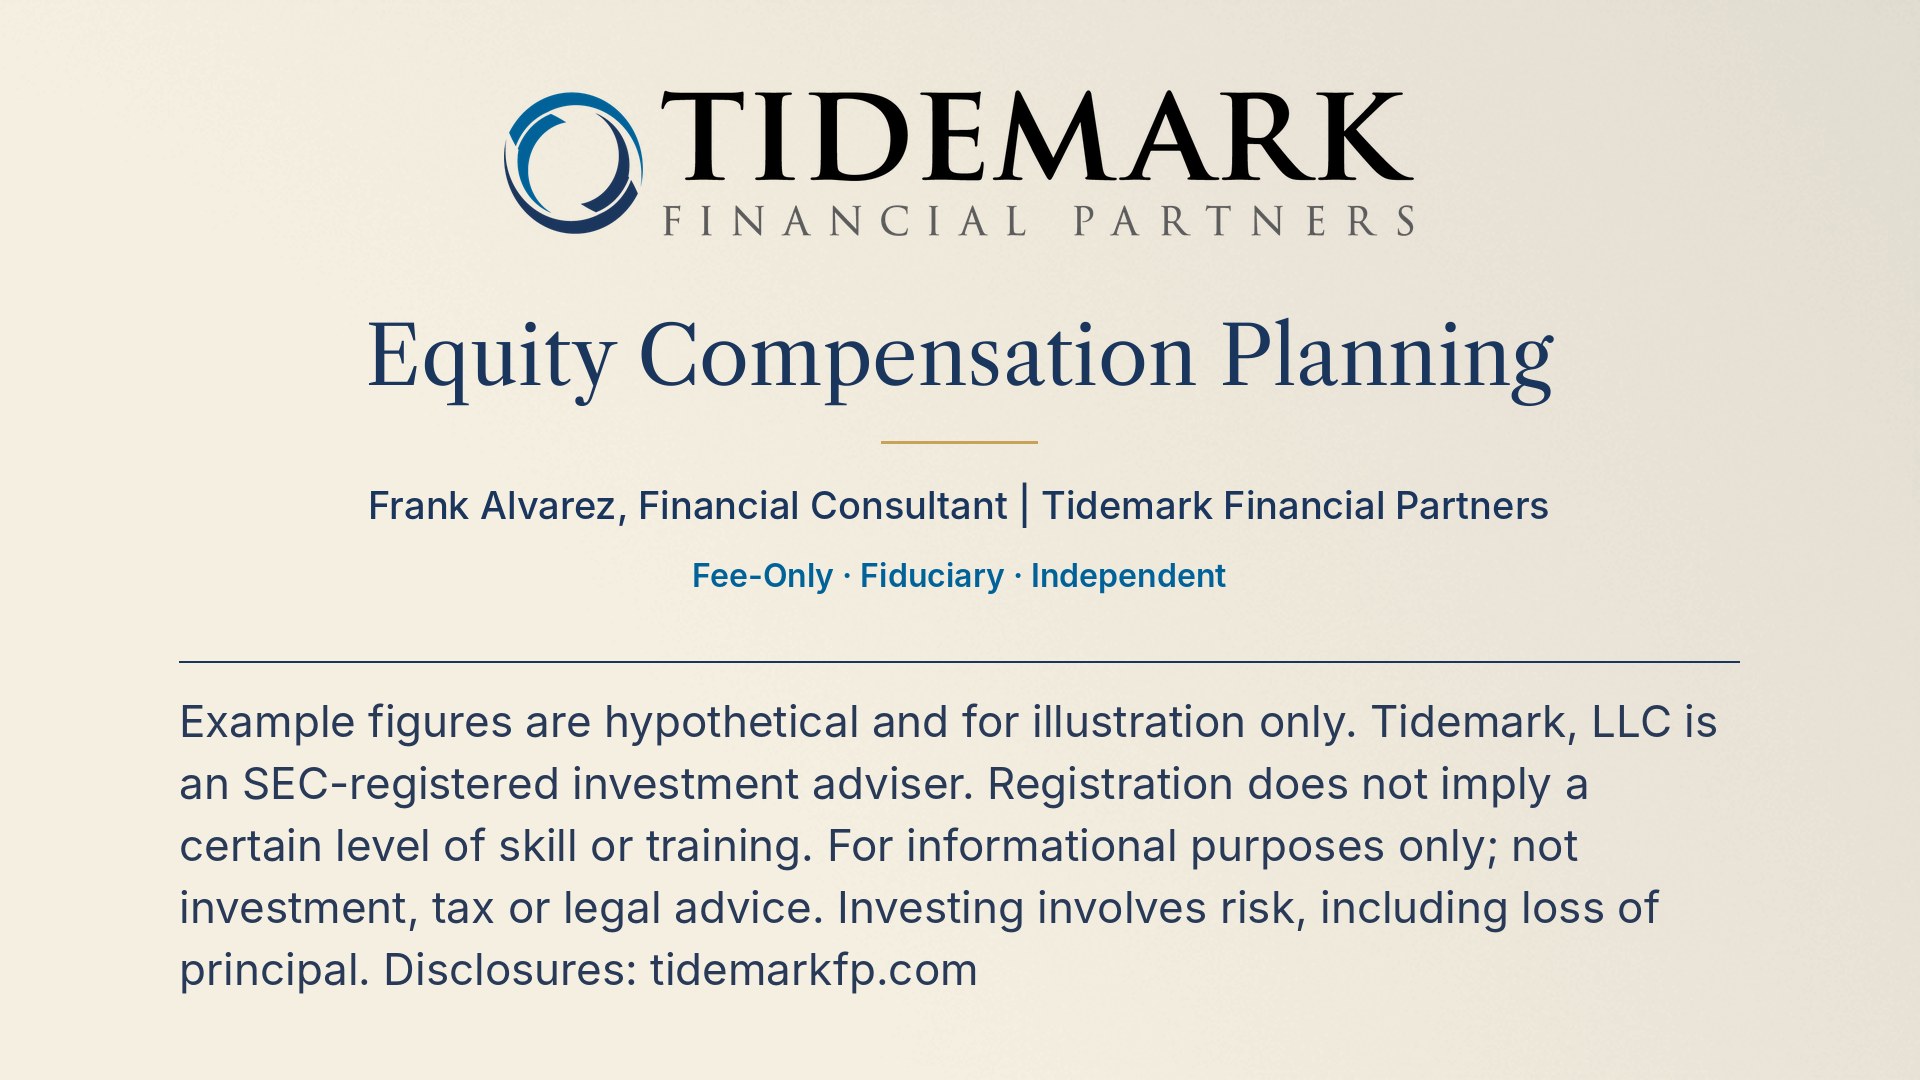 TIDEMARK
FINANCIAL PARTNERS
Equity Compensation Planning
Frank Alvarez, Financial Consultant | Tidemark Financial Partners
Fee-Only · Fiduciary · Independent
Example figures are hypothetical and for illustration only. Tidemark, LLC is
an SEC-registered investment adviser. Registration does not imply a
certain level of skill or training. For informational purposes only; not
investment, tax or legal advice. Investing involves risk, including loss of
principal. Disclosures: tidemarkfp.com